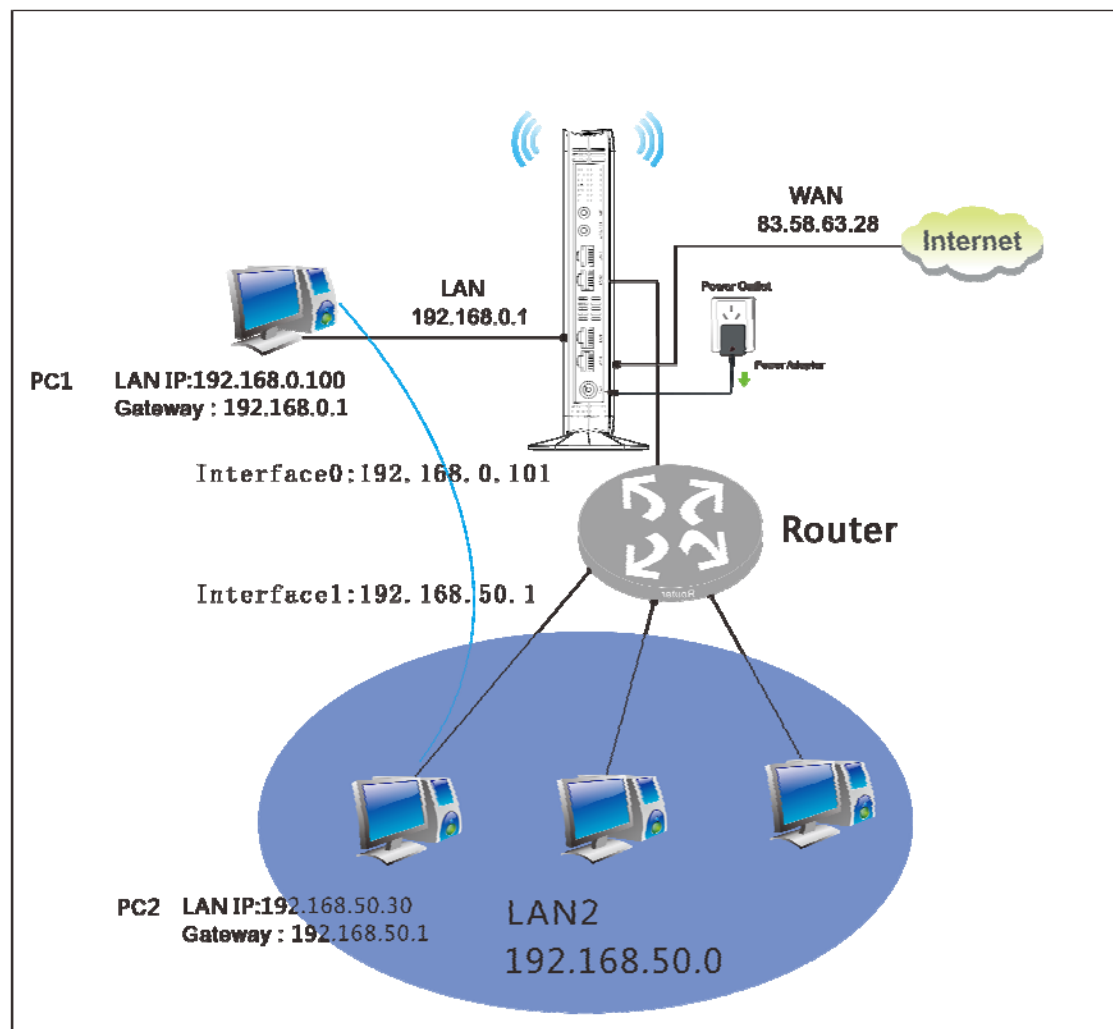 WAN
83.58.63.28
Internet
Power Outlet
LAN
192.168.0.1
Power Adapter
PC1 LAN IP:192.168.0.100
Gateway : 192.168.0.1
Interface0:192.168.0.101
Router
Interface1:192.168.50.1
Router
PC2 LAN IP:192.168.50.30
Gateway : 192.168.50.1
LAN2
192.168.50.0